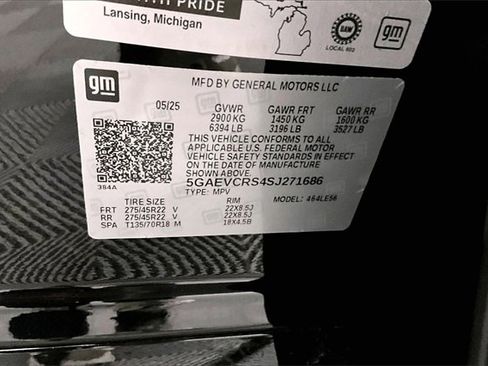 PRIDE
Lansing, Michigan
UAW
LOCAL 602
gm
gm
MFD BY GENERAL MOTORS LLC
05/25 GVWR GAWR FRT GAWR RR
2900 KG 1450 KG 1600 KG
6394 LB 3196 LB 3527 LB
THIS VEHICLE CONFORMS TO ALL
APPLICABLE U.S. FEDERAL MOTOR
VEHICLE SAFETY STANDARDS IN EFFECT
ON THE DATE OF MANUFACTURE
SHOWN ABOVE.
5GAEVCRS4SJ271686
384A
TYPE: MPV MODEL: 464LE56
TIRE SIZE RIM
FRT 275/45R22 V 22X8.5J
RR 275/45R22 V 22X8.5J
SPA T135/70R18 M 18X4.5B